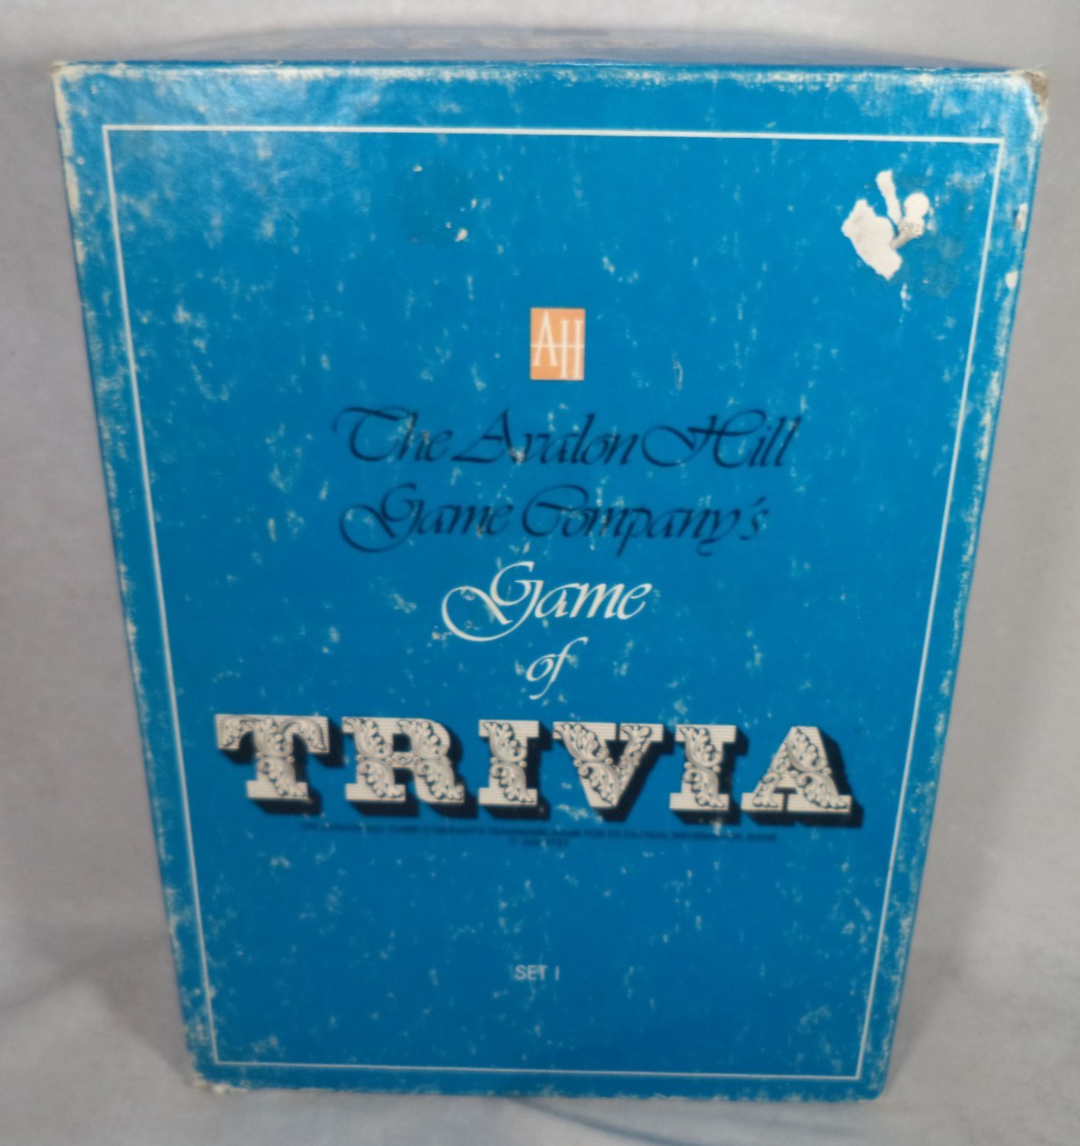 AH
The Avalon Hill
Game Company's
Game
of
TRIVIA
SET I